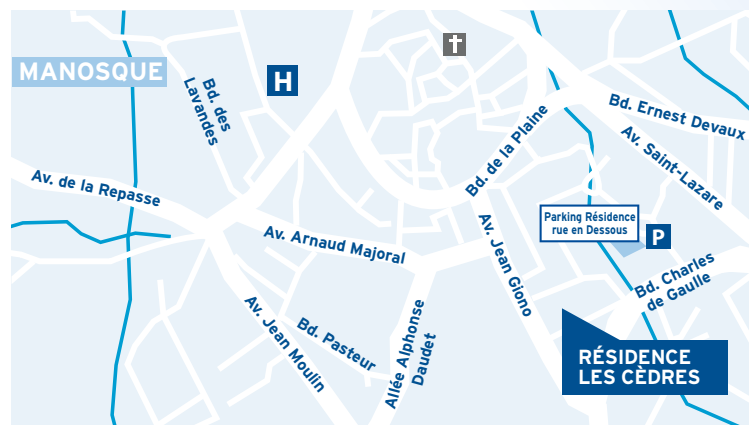 MANOSQUE
H
Bd. des
Lavandes
Bd. Ernest Devaux
Av. Saint-Lazare
Bd. de la Plaine
Av. de la Repasse
Parking Résidence
rue en Dessous
P
Av. Arnaud Majoral
Av. Jean Giono
Bd. Charles
de Gaulle
Av. Jean Moulin
Bd. Pasteur
Allée Alphonse
Daudet
RÉSIDENCE
LES CÈDRES